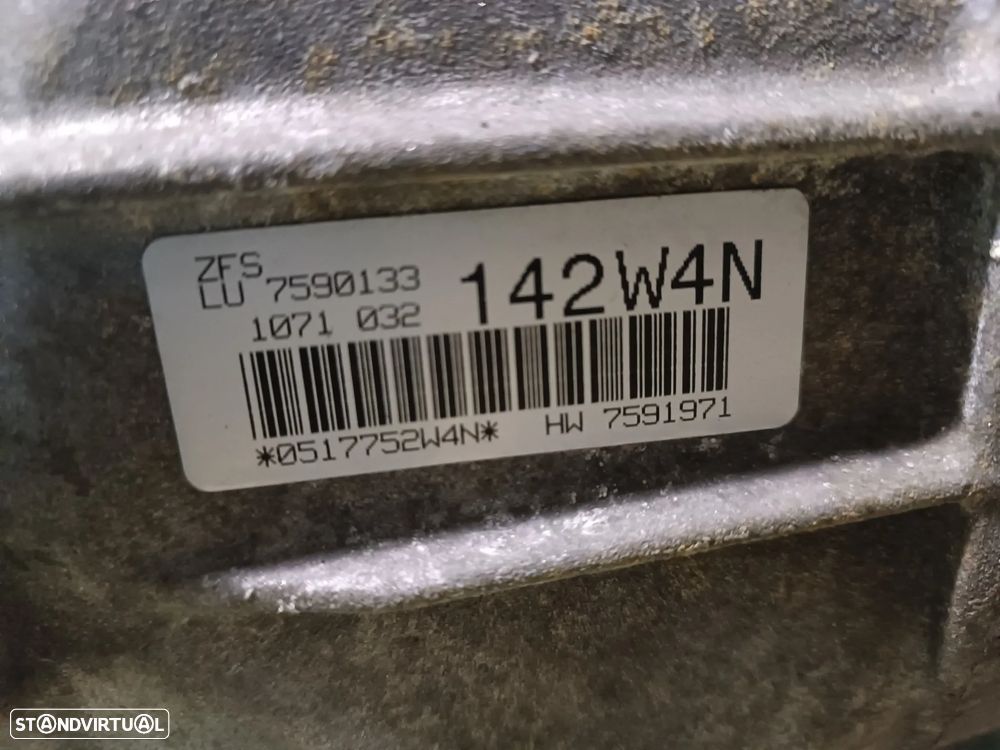 ZFS
LU 7590133
1071 032
142W4N
*0517752W4N* HW 7591971
STANDVIRTUAL